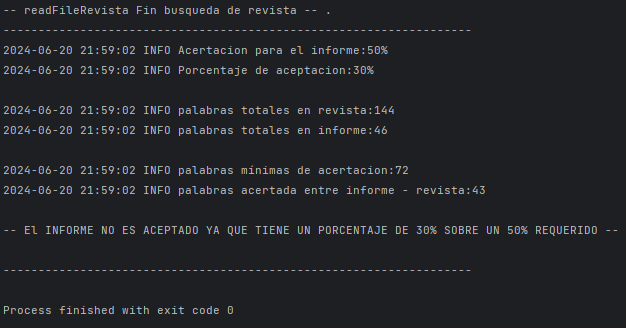 -- readFileRevista Fin busqueda de revista -- .
-------------------------------------------------------------------
2024-06-20 21:59:02 INFO Acertacion para el informe:50%
2024-06-20 21:59:02 INFO Porcentaje de aceptacion:30%
2024-06-20 21:59:02 INFO palabras totales en revista:144
2024-06-20 21:59:02 INFO palabras totales en informe:46
2024-06-20 21:59:02 INFO palabras minimas de acertacion:72
2024-06-20 21:59:02 INFO palabras acertada entre informe - revista:43
-- El INFORME NO ES ACEPTADO YA QUE TIENE UN PORCENTAJE DE 30% SOBRE UN 50% REQUERIDO --
-------------------------------------------------------------------
Process finished with exit code 0